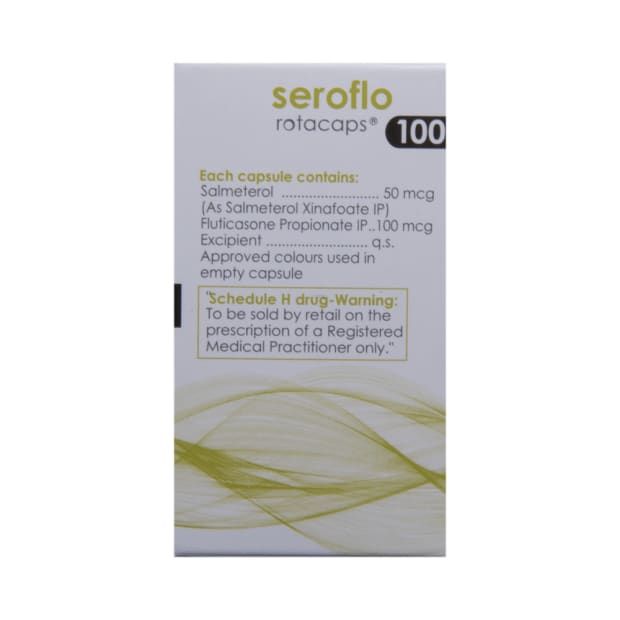 seroflo
rotacaps®
100
Each capsule contains:
Salmeterol ........................ 50 mcg
(As Salmeterol Xinafoate IP)
Fluticasone Propionate IP..100 mcg
Excipient ......................... q.s.
Approved colours used in
empty capsule
"Schedule H drug-Warning:
To be sold by retail on the
prescription of a Registered
Medical Practitioner only."